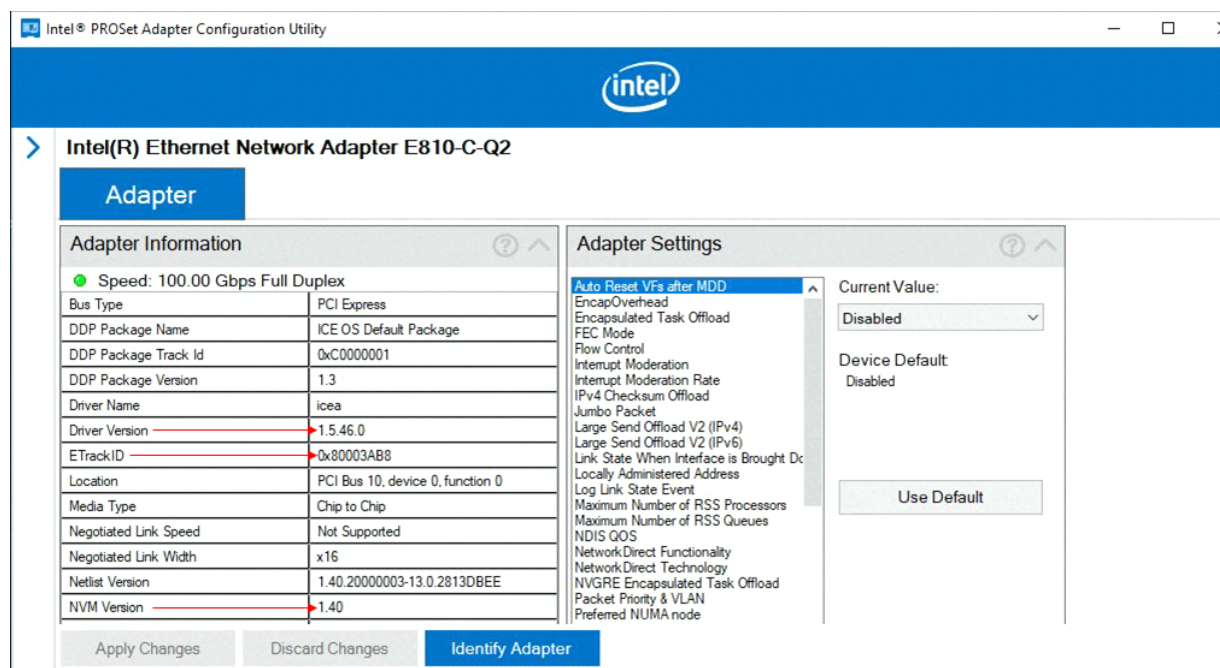 Intel® PROSet Adapter Configuration Utility
intel
Intel(R) Ethernet Network Adapter E810-C-Q2
Adapter
Adapter Information
Speed: 100.00 Gbps Full Duplex
Bus Type PCI Express
DDP Package Name ICE OS Default Package
DDP Package Track Id 0xC0000001
DDP Package Version 1.3
Driver Name icea
Driver Version 1.5.46.0
ETrackID 0x80003AB8
Location PCI Bus 10, device 0, function 0
Media Type Chip to Chip
Negotiated Link Speed Not Supported
Negotiated Link Width x16
Netlist Version 1.40.20000003-13.0.2813DBEE
NVM Version 1.40
Adapter Settings
Auto Reset VFs after MDD
EncapOverhead
Encapsulated Task Offload
FEC Mode
Flow Control
Interrupt Moderation
Interrupt Moderation Rate
IPv4 Checksum Offload
Jumbo Packet
Large Send Offload V2 (IPv4)
Large Send Offload V2 (IPv6)
Link State When Interface is Brought Do
Locally Administered Address
Log Link State Event
Maximum Number of RSS Processors
Maximum Number of RSS Queues
NDIS QOS
NetworkDirect Functionality
NetworkDirect Technology
NVGRE Encapsulated Task Offload
Packet Priority & VLAN
Preferred NUMA node
Current Value:
Disabled
Device Default:
Disabled
Use Default
Apply Changes
Discard Changes
Identify Adapter